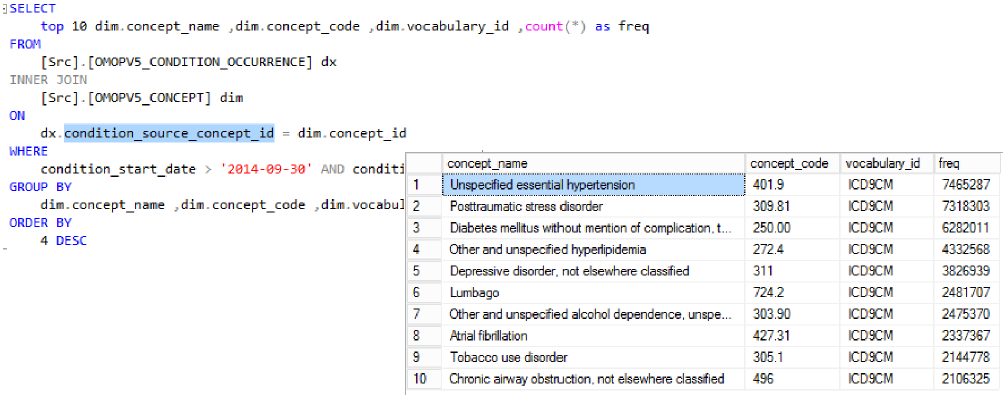 SELECT
top 10 dim.concept_name ,dim.concept_code ,dim.vocabulary_id ,count(*) as freq
FROM
[Src].[OMOPV5_CONDITION_OCCURRENCE] dx
INNER JOIN
[Src].[OMOPV5_CONCEPT] dim
ON
dx.condition_source_concept_id = dim.concept_id
WHERE
condition_start_date > '2014-09-30' AND conditi
GROUP BY
dim.concept_name ,dim.concept_code ,dim.vocabul
ORDER BY
4 DESC
concept_name concept_code vocabulary_id freq
1 Unspecified essential hypertension 401.9 ICD9CM 7465287
2 Posttraumatic stress disorder 309.81 ICD9CM 7318303
3 Diabetes mellitus without mention of complication, t... 250.00 ICD9CM 6282011
4 Other and unspecified hyperlipidemia 272.4 ICD9CM 4332568
5 Depressive disorder, not elsewhere classified 311 ICD9CM 3826939
6 Lumbago 724.2 ICD9CM 2481707
7 Other and unspecified alcohol dependence, unspe... 303.90 ICD9CM 2475370
8 Atrial fibrillation 427.31 ICD9CM 2337367
9 Tobacco use disorder 305.1 ICD9CM 2144778
10 Chronic airway obstruction, not elsewhere classified 496 ICD9CM 2106325